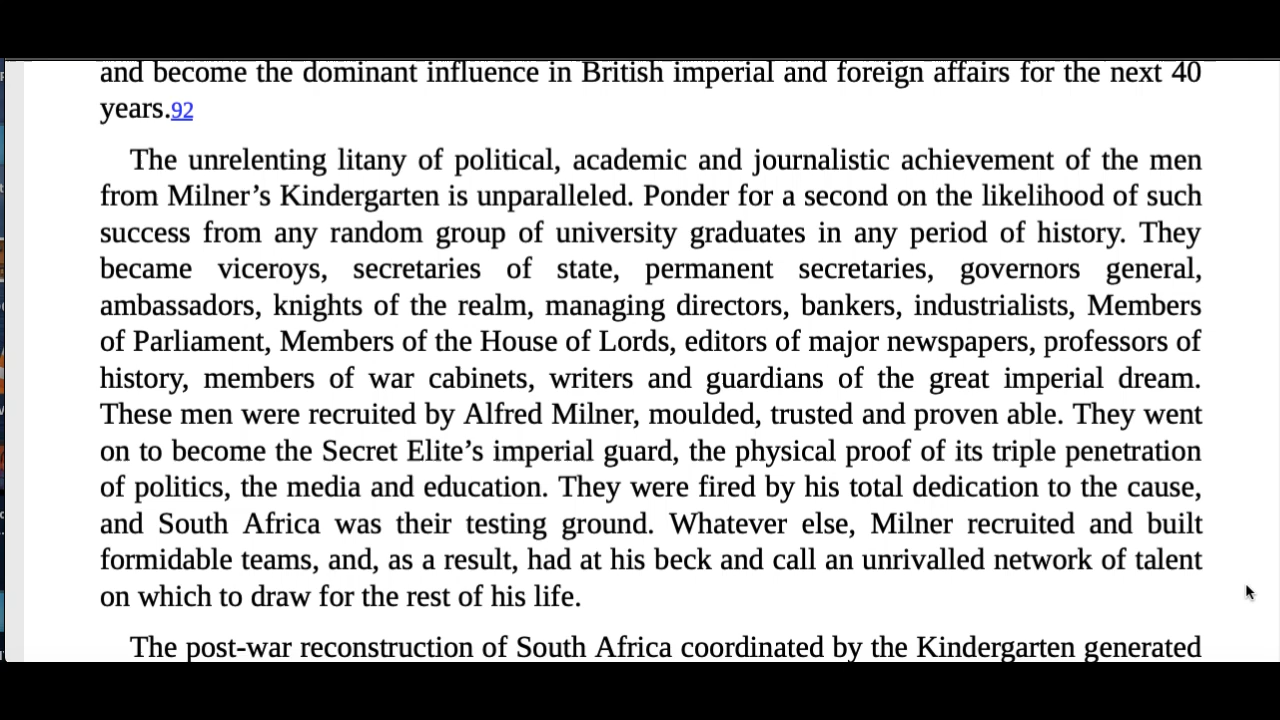 and become the dominant influence in British imperial and foreign affairs for the next 40
years.92
The unrelenting litany of political, academic and journalistic achievement of the men
from Milner’s Kindergarten is unparalleled. Ponder for a second on the likelihood of such
success from any random group of university graduates in any period of history. They
became viceroys, secretaries of state, permanent secretaries, governors general,
ambassadors, knights of the realm, managing directors, bankers, industrialists, Members
of Parliament, Members of the House of Lords, editors of major newspapers, professors of
history, members of war cabinets, writers and guardians of the great imperial dream.
These men were recruited by Alfred Milner, moulded, trusted and proven able. They went
on to become the Secret Elite’s imperial guard, the physical proof of its triple penetration
of politics, the media and education. They were fired by his total dedication to the cause,
and South Africa was their testing ground. Whatever else, Milner recruited and built
formidable teams, and, as a result, had at his beck and call an unrivalled network of talent
on which to draw for the rest of his life.
The post-war reconstruction of South Africa coordinated by the Kindergarten generated